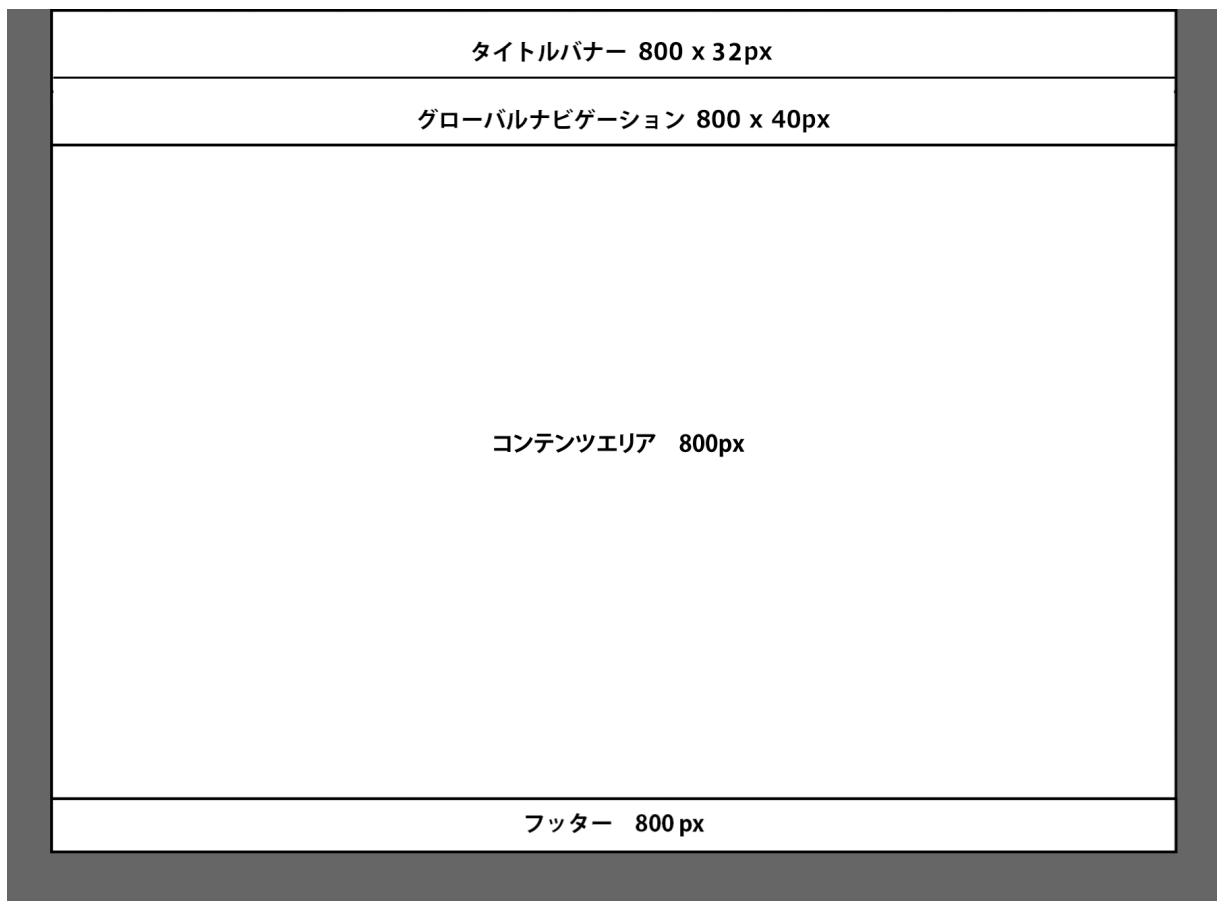 タイトルバナー 800 x 32px
グローバルナビゲーション 800 x 40px
コンテンツエリア　800px
フッター　800 px